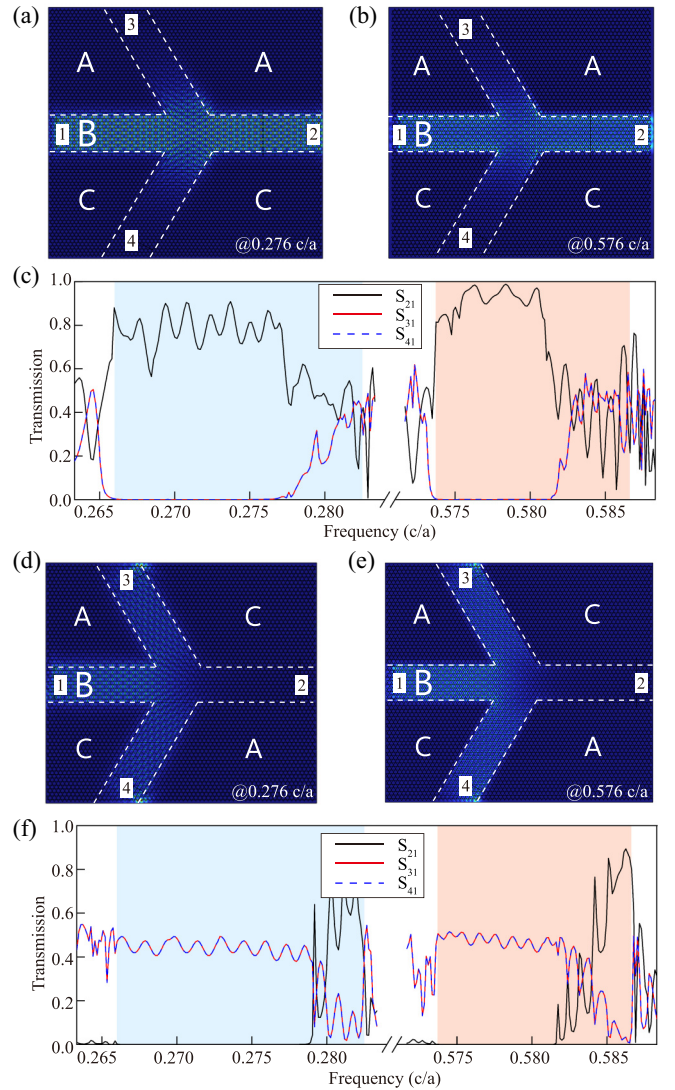 (a)
(b)
3
3
A
A
A
A
1
B
2
1
B
2
C
C
C
C
4
@0.276 c/a
4
@0.576 c/a
(c)
1.0
S21
S31
S41
0.8
0.6
0.4
0.2
0.0
Transmission
0.265
0.270
0.275
0.280
0.575
0.580
0.585
Frequency (c/a)
(d)
(e)
3
3
A
C
A
C
1
B
2
1
B
2
C
A
C
A
4
@0.276 c/a
4
@0.576 c/a
(f)
1.0
S21
S31
S41
0.8
0.6
0.4
0.2
0.0
Transmission
0.265
0.270
0.275
0.280
0.575
0.580
0.585
Frequency (c/a)